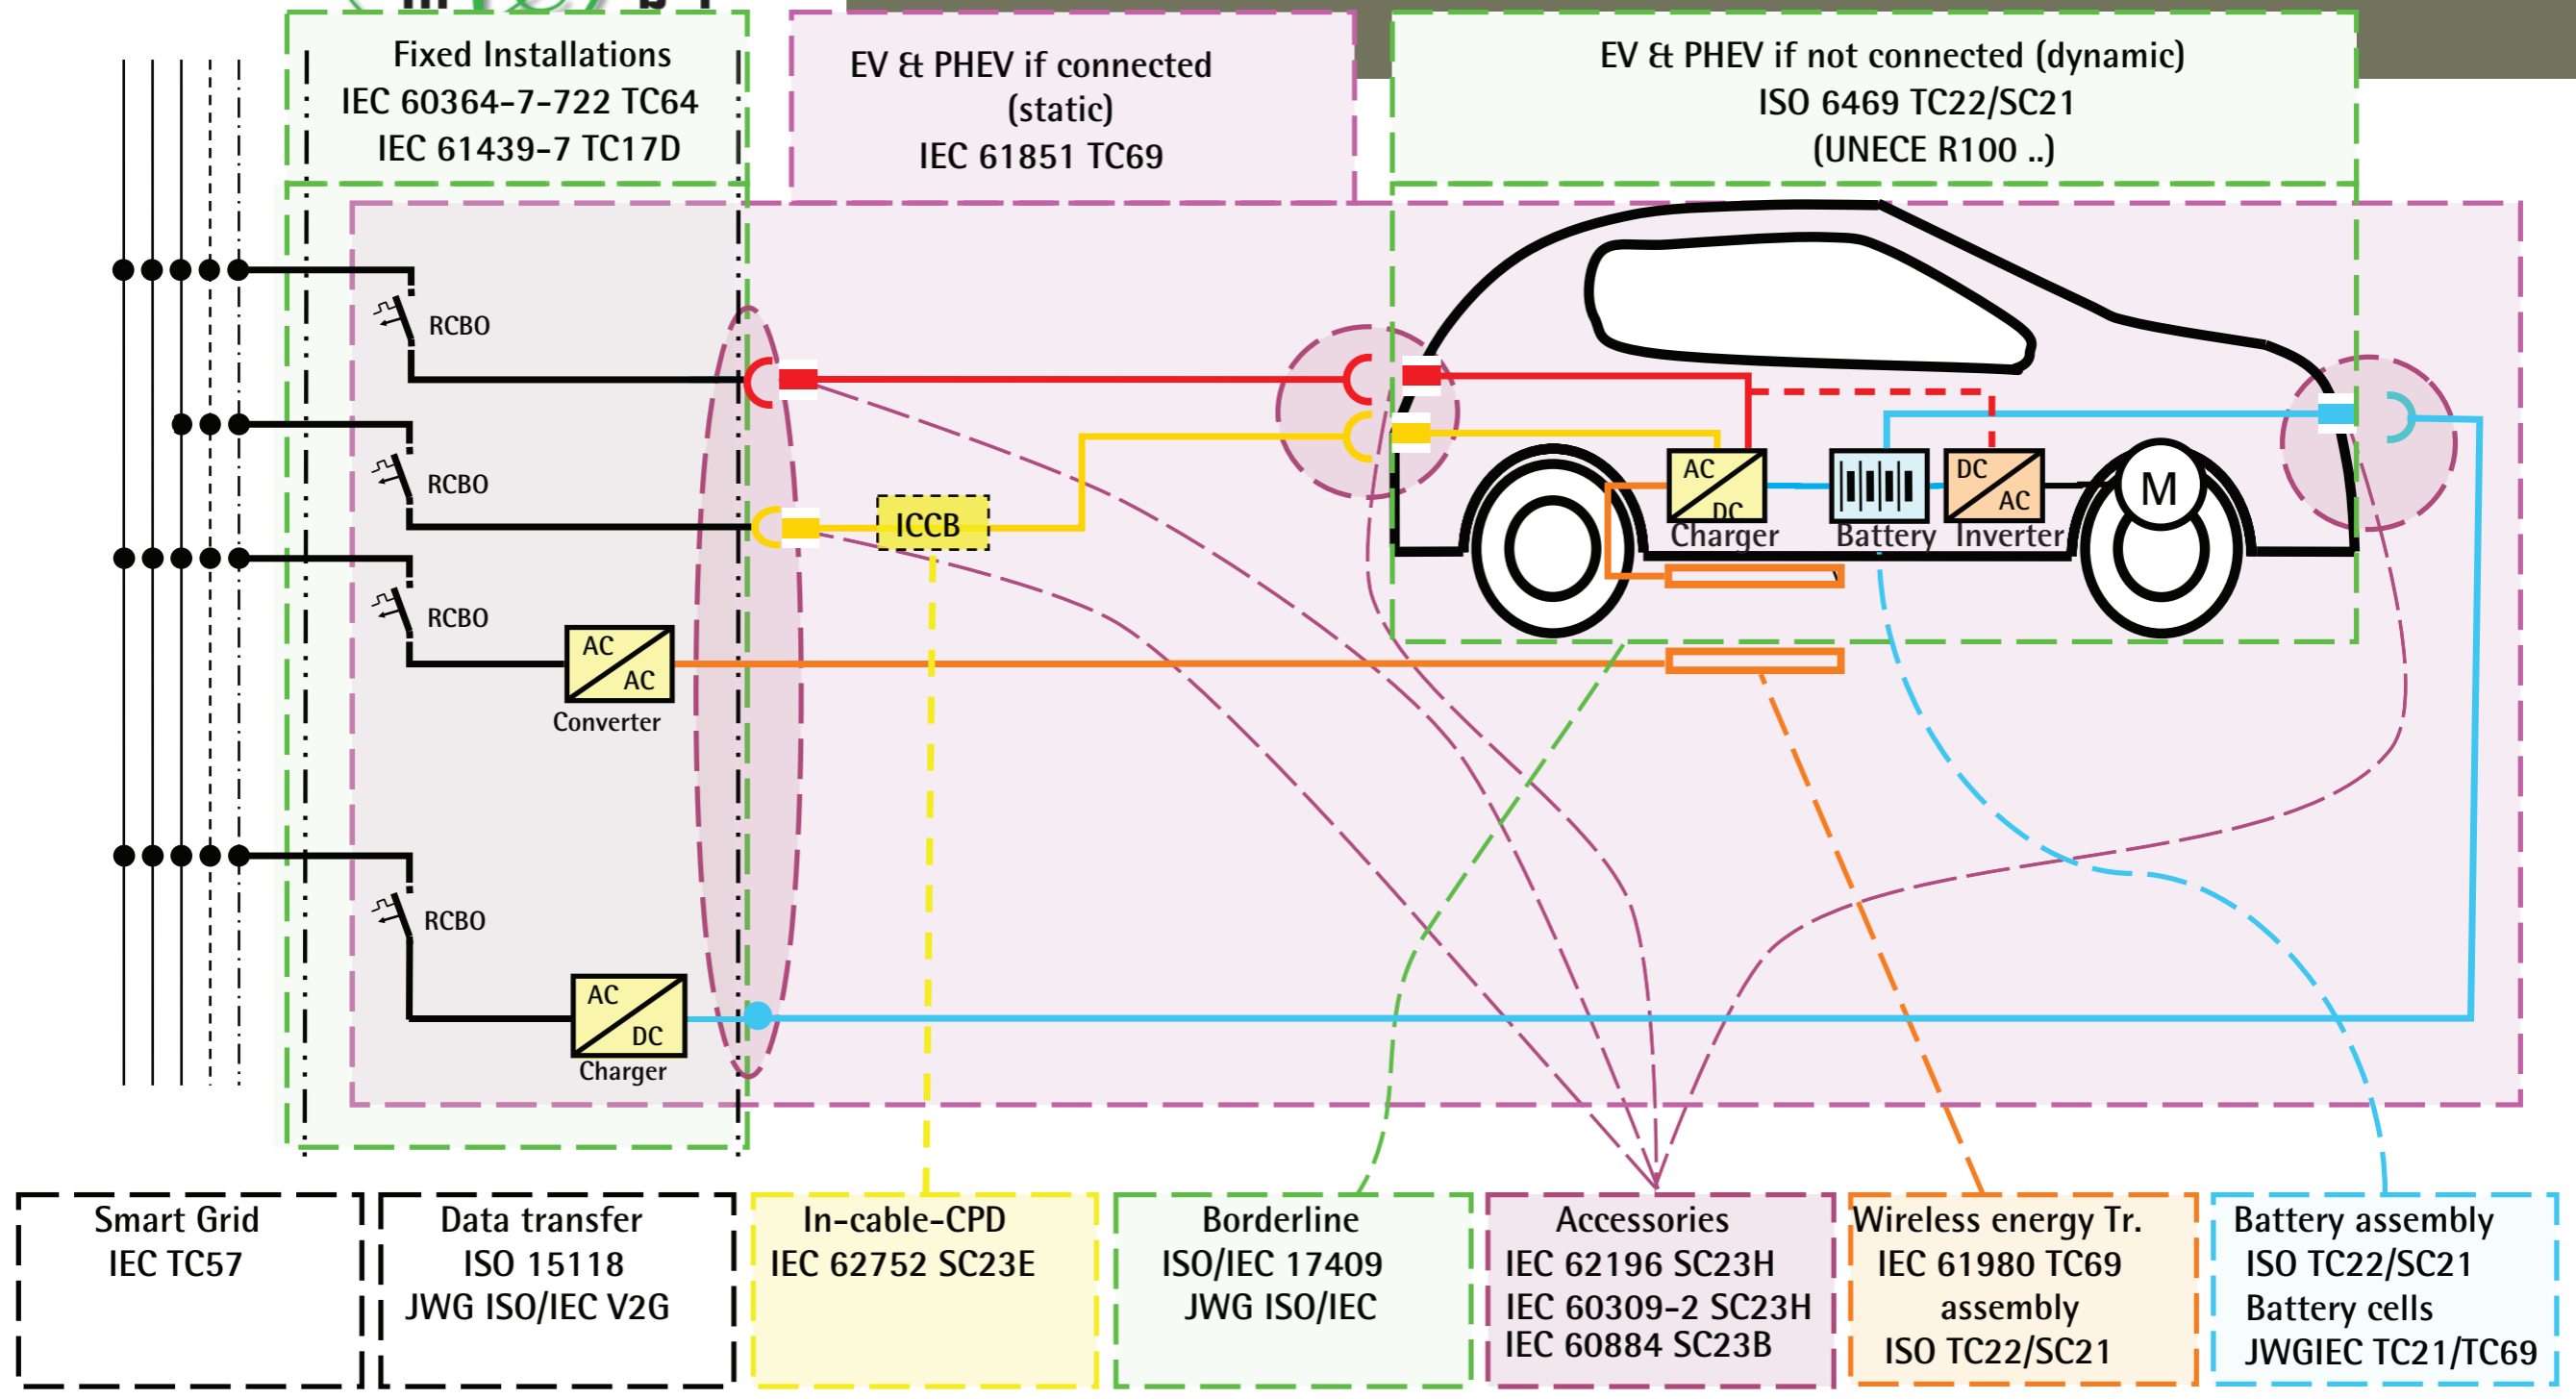 Fixed Installations
IEC 60364-7-722 TC64
IEC 61439-7 TC17D
EV & PHEV if connected
(static)
IEC 61851 TC69
EV & PHEV if not connected (dynamic)
ISO 6469 TC22/SC21
(UNECE R100 ..)
RCBO
RCBO
ICCB
AC
DC
Charger
Battery
DC
AC
Inverter
M
RCBO
AC
AC
Converter
RCBO
AC
DC
Charger
Smart Grid
IEC TC57
Data transfer
ISO 15118
JWG ISO/IEC V2G
In-cable-CPD
IEC 62752 SC23E
Borderline
ISO/IEC 17409
JWG ISO/IEC
Accessories
IEC 62196 SC23H
IEC 60309-2 SC23H
IEC 60884 SC23B
Wireless energy Tr.
IEC 61980 TC69
assembly
ISO TC22/SC21
Battery assembly
ISO TC22/SC21
Battery cells
JWGIEC TC21/TC69